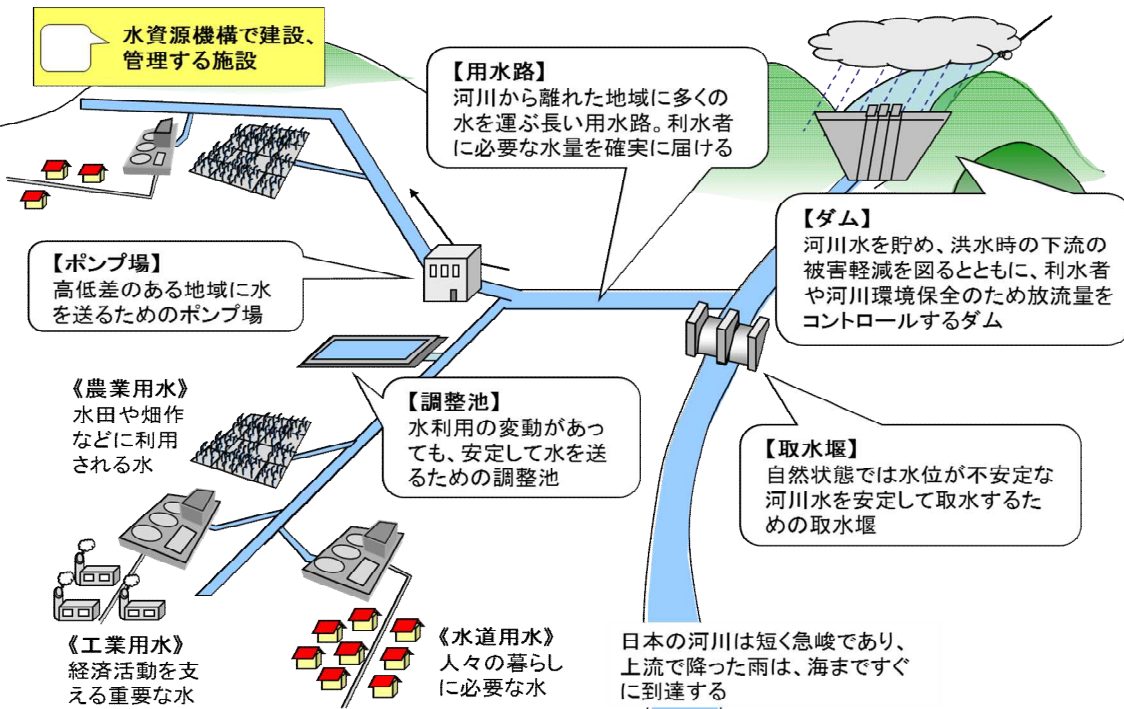 水資源機構で建設、
管理する施設
【用水路】
河川から離れた地域に多くの
水を運ぶ長い用水路。利水者
に必要な水量を確実に届ける
【ダム】
河川水を貯め、洪水時の下流の
被害軽減を図るとともに、利水者
や河川環境保全のため放流量を
コントロールするダム
【ポンプ場】
高低差のある地域に水
を送るためのポンプ場
【調整池】
水利用の変動があっ
ても、安定して水を送
るための調整池
【取水堰】
自然状態では水位が不安定な
河川水を安定して取水するた
めの取水堰
《農業用水》
水田や畑作
などに利用
される水
《工業用水》
経済活動を支
える重要な水
《水道用水》
人々の暮らし
に必要な水
日本の河川は短く急峻であり、
上流で降った雨は、海まですぐ
に到達する